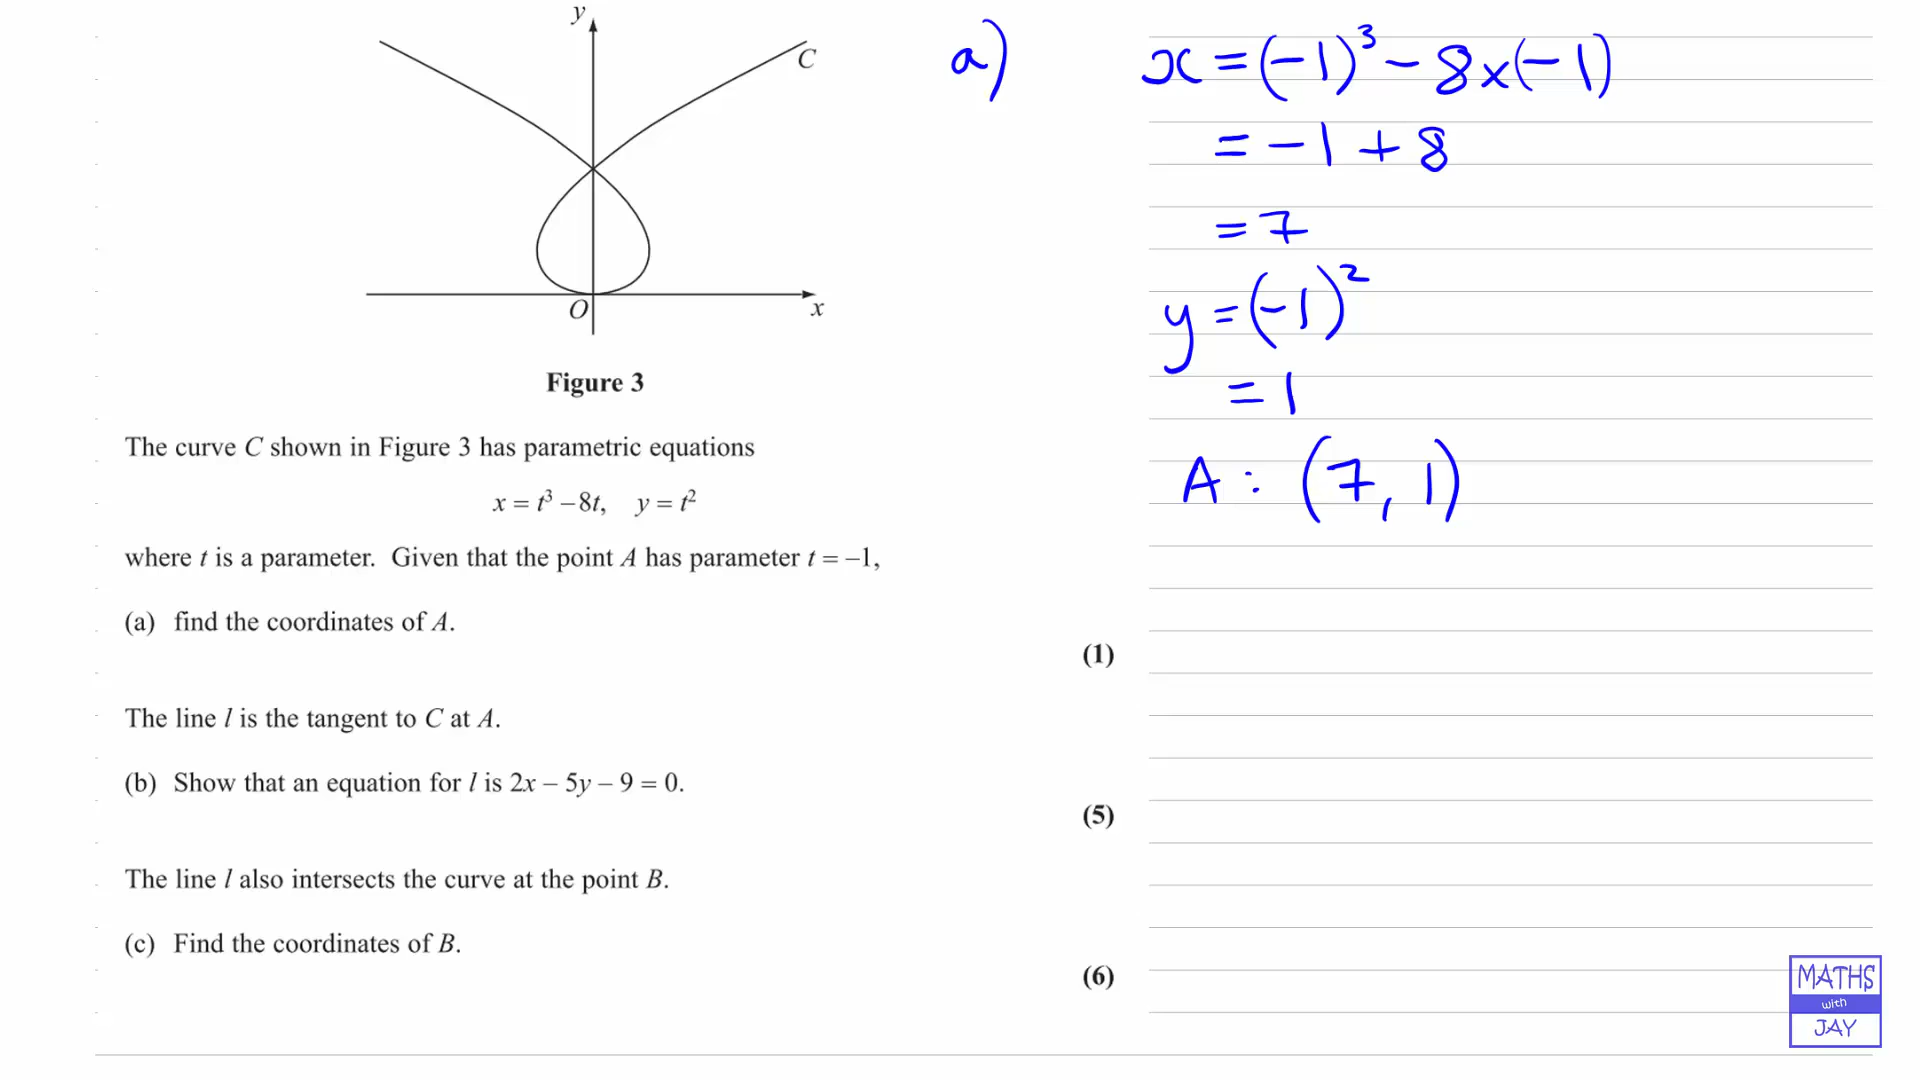 y
C
O
x
Figure 3
The curve C shown in Figure 3 has parametric equations
x = t³ – 8t, y = t²
where t is a parameter. Given that the point A has parameter t = –1,
(a) find the coordinates of A.
(1)
The line l is the tangent to C at A.
(b) Show that an equation for l is 2x – 5y – 9 = 0.
(5)
The line l also intersects the curve at the point B.
(c) Find the coordinates of B.
(6)
a)
x = (-1)³ - 8×(-1)
= -1 + 8
= 7
y = (-1)²
= 1
A : (7, 1)
MATHS
with
JAY